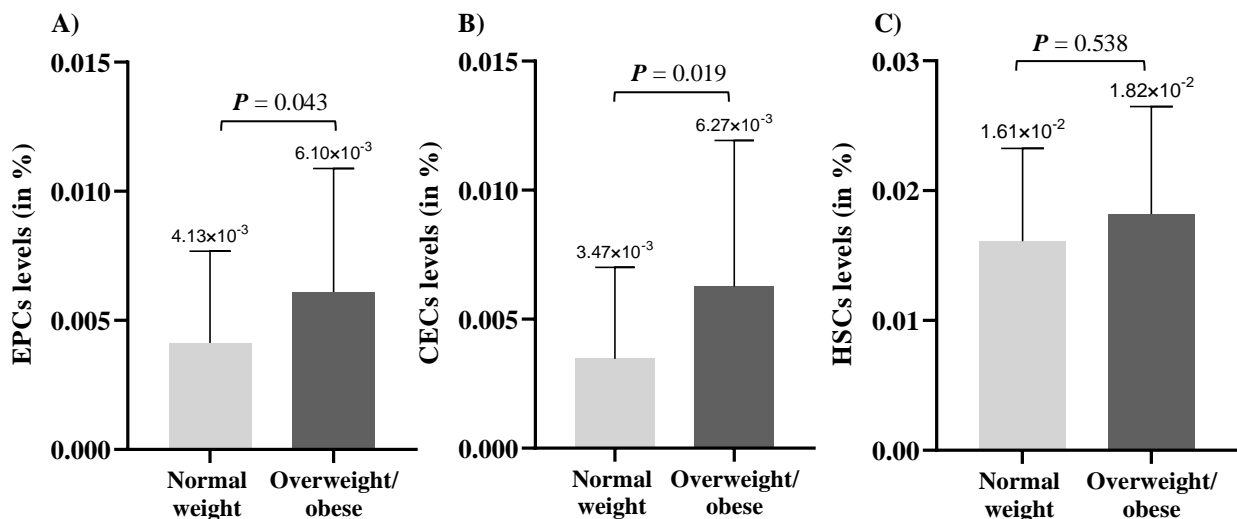 A)
EPCs levels (in %)
0.015
0.010
0.005
0.000
P = 0.043
4.13×10⁻³
6.10×10⁻³
Normal
weight
Overweight/
obese
B)
CECs levels (in %)
0.015
0.010
0.005
0.000
P = 0.019
3.47×10⁻³
6.27×10⁻³
Normal
weight
Overweight/
obese
C)
HSCs levels (in %)
0.03
0.02
0.01
0.00
P = 0.538
1.61×10⁻²
1.82×10⁻²
Normal
weight
Overweight/
obese